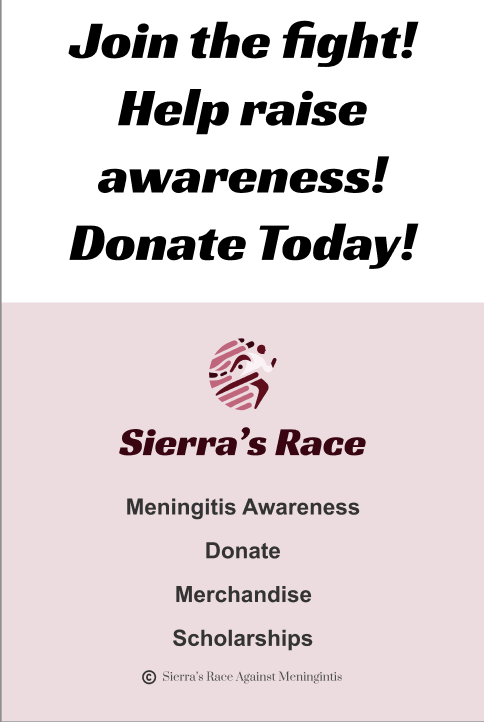 Join the fight!
Help raise
awareness!
Donate Today!
Sierra’s Race
Meningitis Awareness
Donate
Merchandise
Scholarships
© Sierra's Race Against Meningintis